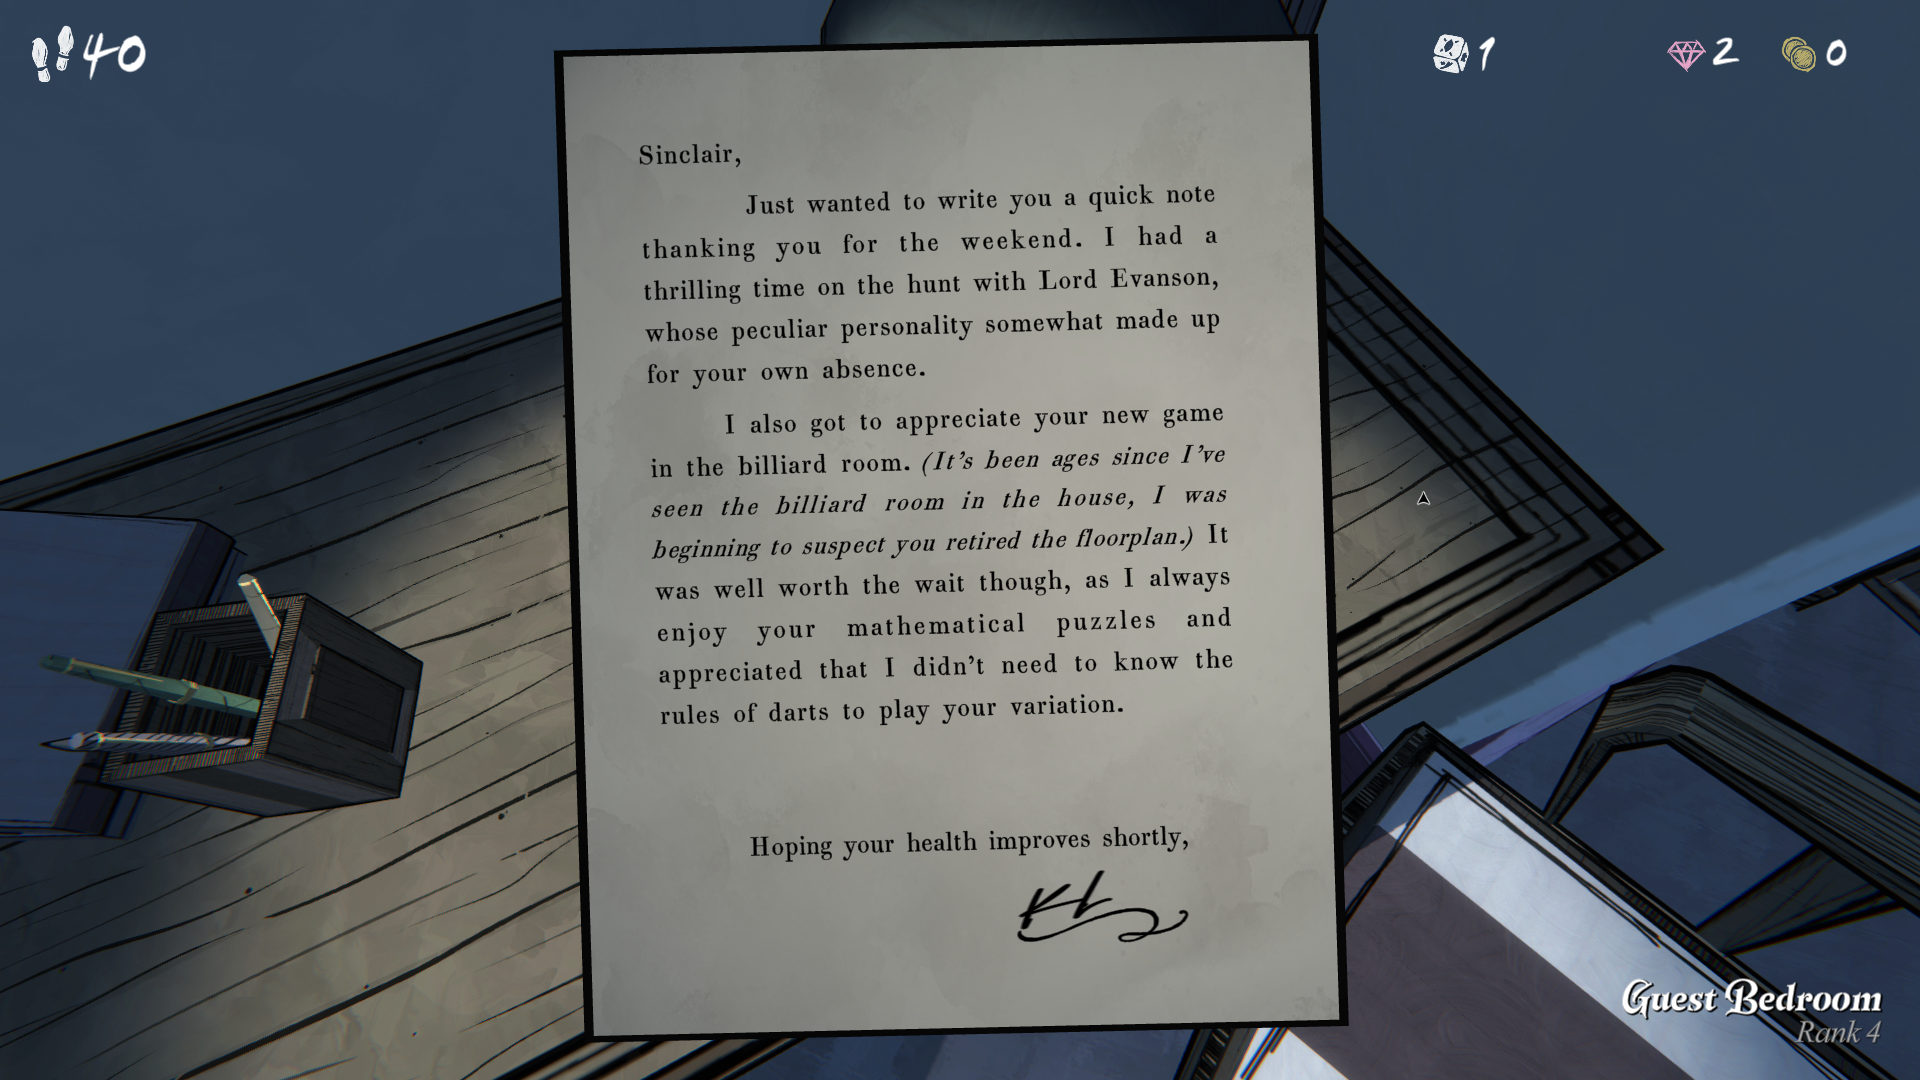 40
1
2
0
Sinclair,
Just wanted to write you a quick note
thanking you for the weekend. I had a
thrilling time on the hunt with Lord Evanson,
whose peculiar personality somewhat made up
for your own absence.
I also got to appreciate your new game
in the billiard room. (It's been ages since I've
seen the billiard room in the house, I was
beginning to suspect you retired the floorplan.) It
was well worth the wait though, as I always
enjoy your mathematical puzzles and
appreciated that I didn't need to know the
rules of darts to play your variation.
Hoping your health improves shortly,
Guest Bedroom
Rank 4